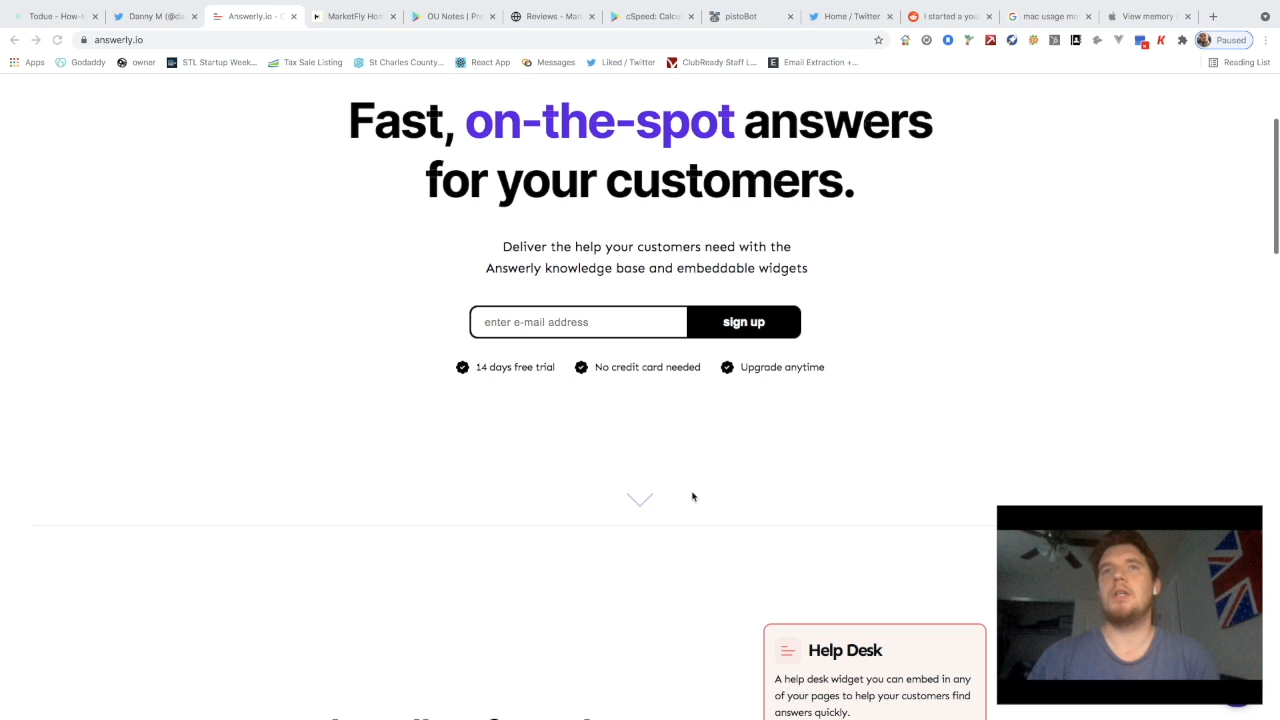 Todue - How-t
Danny M (@da
Answerly.io -
MarketFly Hom
OU Notes | Pre
Reviews - Man
cSpeed: Calcu
pistoBot
Home / Twitter
I started a you
mac usage mo
View memory
answerly.io
Paused
Apps
Godaddy
owner
STL Startup Week...
Tax Sale Listing
St Charles County...
React App
Messages
Liked / Twitter
ClubReady Staff L...
Email Extraction +...
Reading List
Fast, on-the-spot answers
for your customers.
Deliver the help your customers need with the
Answerly knowledge base and embeddable widgets
enter e-mail address
sign up
14 days free trial
No credit card needed
Upgrade anytime
Help Desk
A help desk widget you can embed in any
of your pages to help your customers find
answers quickly.